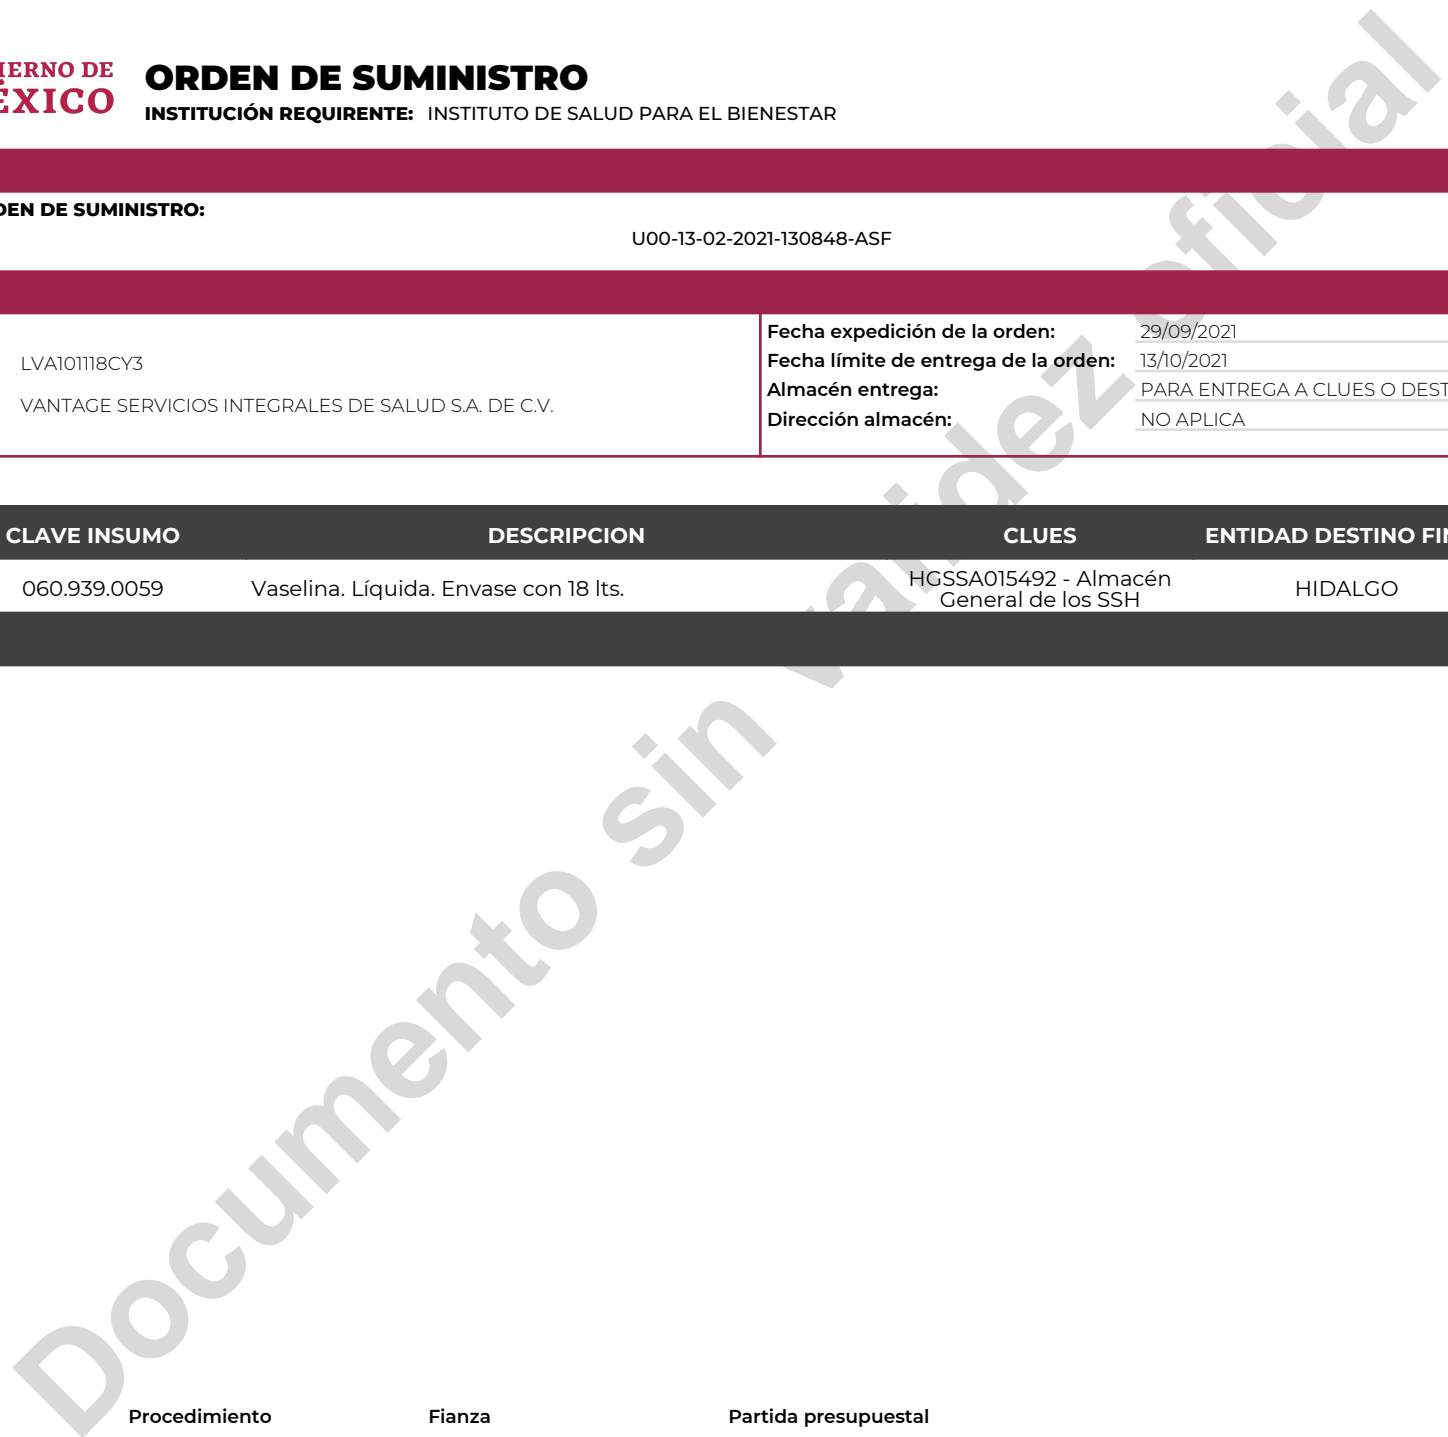 ORDEN DE SUMINISTRO
INSTITUCIÓN REQUIRENTE: INSTITUTO DE SALUD PARA EL BIENESTAR
IERNO DE
ÉXICO
DEN DE SUMINISTRO:
U00-13-02-2021-130848-ASF
LVA101118CY3
VANTAGE SERVICIOS INTEGRALES DE SALUD S.A. DE C.V.
Fecha expedición de la orden: 29/09/2021
Fecha límite de entrega de la orden: 13/10/2021
Almacén entrega: PARA ENTREGA A CLUES O DEST
Dirección almacén: NO APLICA
CLAVE INSUMO DESCRIPCION CLUES ENTIDAD DESTINO FIN
060.939.0059 Vaselina. Líquida. Envase con 18 lts. HGSSA015492 - Almacén
General de los SSH HIDALGO
Documento sin validez oficial
Procedimiento Fianza Partida presupuestal